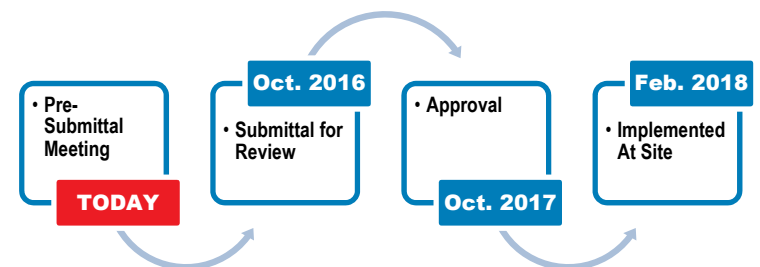 • Pre-
Submittal
Meeting
TODAY
Oct. 2016
• Submittal for
Review
• Approval
Oct. 2017
Feb. 2018
• Implemented
At Site